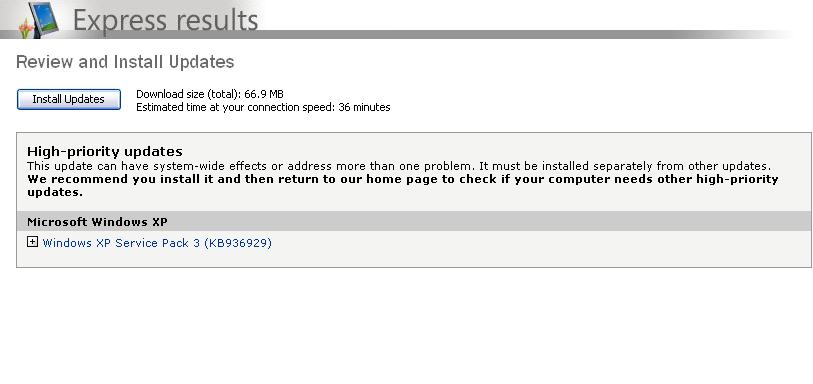 Express results
Review and Install Updates
Install Updates
Download size (total): 66.9 MB
Estimated time at your connection speed: 36 minutes
High-priority updates
This update can have system-wide effects or address more than one problem. It must be installed separately from other updates.
We recommend you install it and then return to our home page to check if your computer needs other high-priority
updates.
Microsoft Windows XP
Windows XP Service Pack 3 (KB936929)